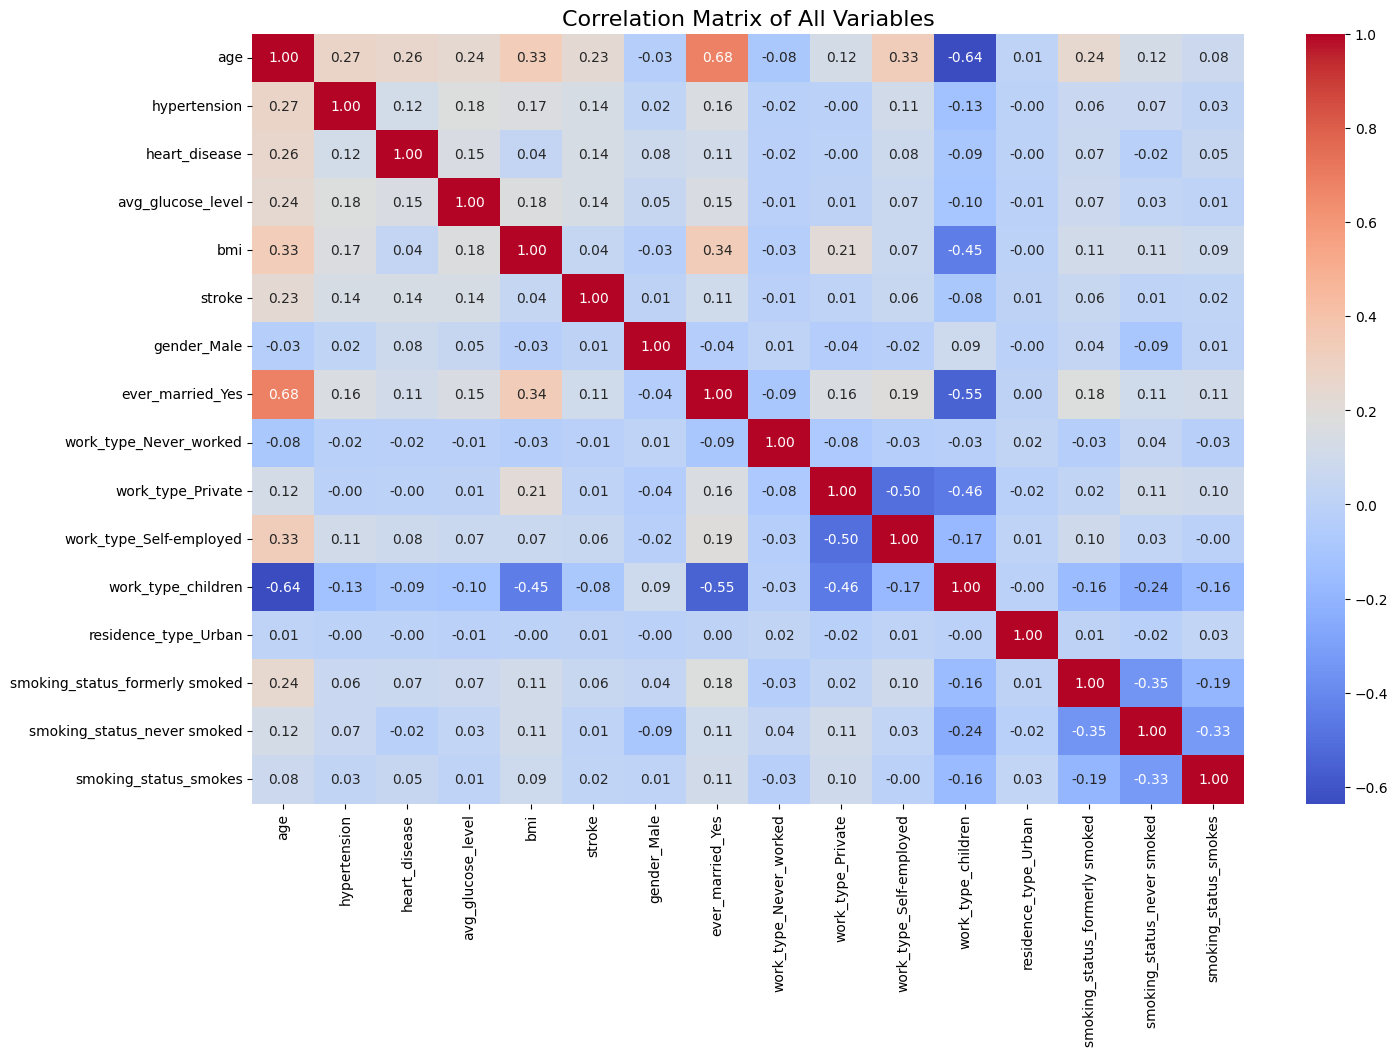 Correlation Matrix of All Variables
age 1.00 0.27 0.26 0.24 0.33 0.23 -0.03 0.68 -0.08 0.12 0.33 -0.64 0.01 0.24 0.12 0.08
hypertension 0.27 1.00 0.12 0.18 0.17 0.14 0.02 0.16 -0.02 -0.00 0.11 -0.13 -0.00 0.06 0.07 0.03
heart_disease 0.26 0.12 1.00 0.15 0.04 0.14 0.08 0.11 -0.02 -0.00 0.08 -0.09 -0.00 0.07 -0.02 0.05
avg_glucose_level 0.24 0.18 0.15 1.00 0.18 0.14 0.05 0.15 -0.01 0.01 0.07 -0.10 -0.01 0.07 0.03 0.01
bmi 0.33 0.17 0.04 0.18 1.00 0.04 -0.03 0.34 -0.03 0.21 0.07 -0.45 -0.00 0.11 0.11 0.09
stroke 0.23 0.14 0.14 0.14 0.04 1.00 0.01 0.11 -0.01 0.01 0.06 -0.08 0.01 0.06 0.01 0.02
gender_Male -0.03 0.02 0.08 0.05 -0.03 0.01 1.00 -0.04 0.01 -0.04 -0.02 0.09 -0.00 0.04 -0.09 0.01
ever_married_Yes 0.68 0.16 0.11 0.15 0.34 0.11 -0.04 1.00 -0.09 0.16 0.19 -0.55 0.00 0.18 0.11 0.11
work_type_Never_worked -0.08 -0.02 -0.02 -0.01 -0.03 -0.01 0.01 -0.09 1.00 -0.08 -0.03 -0.03 0.02 -0.03 0.04 -0.03
work_type_Private 0.12 -0.00 -0.00 0.01 0.21 0.01 -0.04 0.16 -0.08 1.00 -0.50 -0.46 -0.02 0.02 0.11 0.10
work_type_Self-employed 0.33 0.11 0.08 0.07 0.07 0.06 -0.02 0.19 -0.03 -0.50 1.00 -0.17 0.01 0.10 0.03 -0.00
work_type_children -0.64 -0.13 -0.09 -0.10 -0.45 -0.08 0.09 -0.55 -0.03 -0.46 -0.17 1.00 -0.00 -0.16 -0.24 -0.16
residence_type_Urban 0.01 -0.00 -0.00 -0.01 -0.00 0.01 -0.00 0.00 0.02 -0.02 0.01 -0.00 1.00 0.01 -0.02 0.03
smoking_status_formerly smoked 0.24 0.06 0.07 0.07 0.11 0.06 0.04 0.18 -0.03 0.02 0.10 -0.16 0.01 1.00 -0.35 -0.19
smoking_status_never smoked 0.12 0.07 -0.02 0.03 0.11 0.01 -0.09 0.11 0.04 0.11 0.03 -0.24 -0.02 -0.35 1.00 -0.33
smoking_status_smokes 0.08 0.03 0.05 0.01 0.09 0.02 0.01 0.11 -0.03 0.10 -0.00 -0.16 0.03 -0.19 -0.33 1.00
age
hypertension
heart_disease
avg_glucose_level
bmi
stroke
gender_Male
ever_married_Yes
work_type_Never_worked
work_type_Private
work_type_Self-employed
work_type_children
residence_type_Urban
smoking_status_formerly smoked
smoking_status_never smoked
smoking_status_smokes
1.0
0.8
0.6
0.4
0.2
0.0
−0.2
−0.4
−0.6